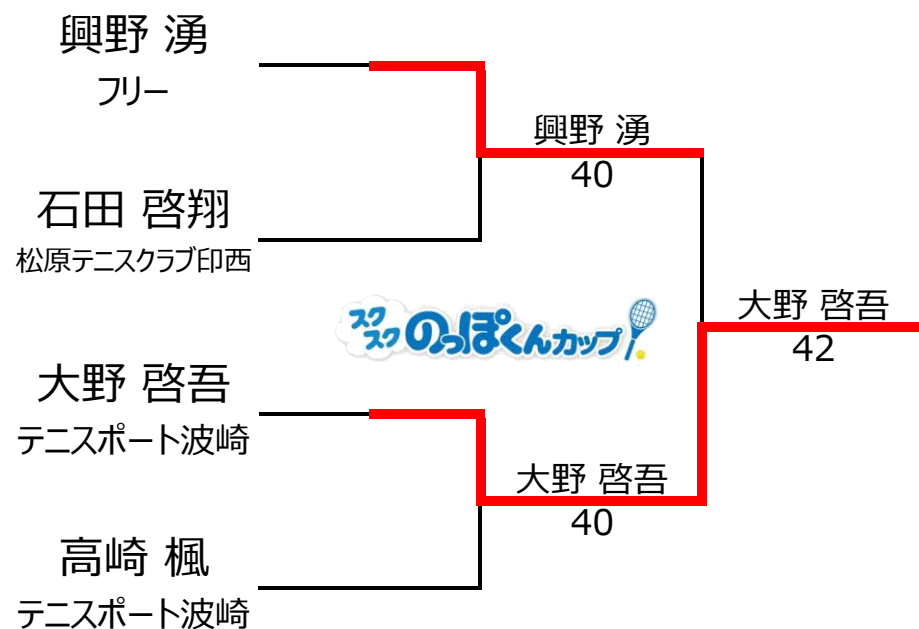 興野 湧
フリー
興野 湧
40
石田 啓翔
松原テニスクラブ印西
スクスク のっぽくんカップ!
大野 啓吾
42
大野 啓吾
テニスポート波崎
大野 啓吾
40
高崎 楓
テニスポート波崎